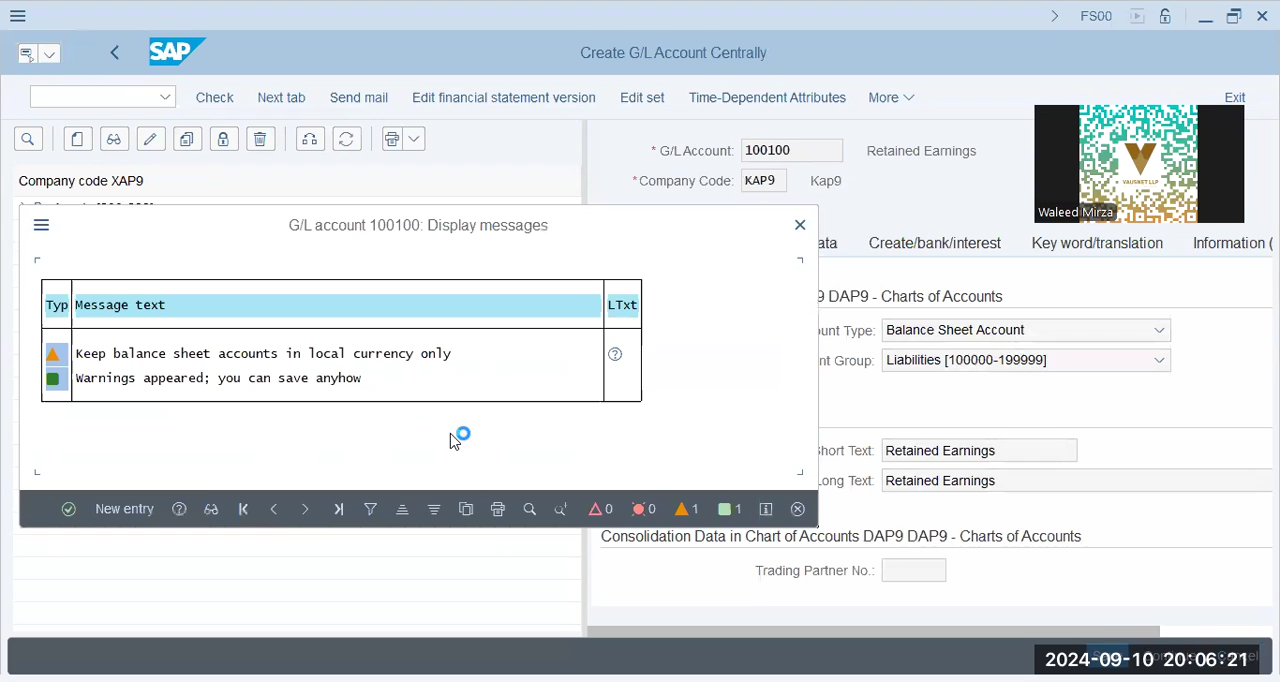 FS00
SAP
Create G/L Account Centrally
Check
Next tab
Send mail
Edit financial statement version
Edit set
Time-Dependent Attributes
More
Exit
* G/L Account: 100100 Retained Earnings
Company code XAP9
* Company Code: KAP9 Kap9
VAUSNET LLP
Waleed Mirza
G/L account 100100: Display messages
ata
Create/bank/interest
Key word/translation
Information (
Typ Message text LTxt
9 DAP9 - Charts of Accounts
ount Type: Balance Sheet Account
Keep balance sheet accounts in local currency only
nt Group: Liabilities [100000-199999]
Warnings appeared; you can save anyhow
Short Text: Retained Earnings
Long Text: Retained Earnings
New entry
0
0
1
1
Consolidation Data in Chart of Accounts DAP9 DAP9 - Charts of Accounts
Trading Partner No.:
2024-09-10 20:06:21